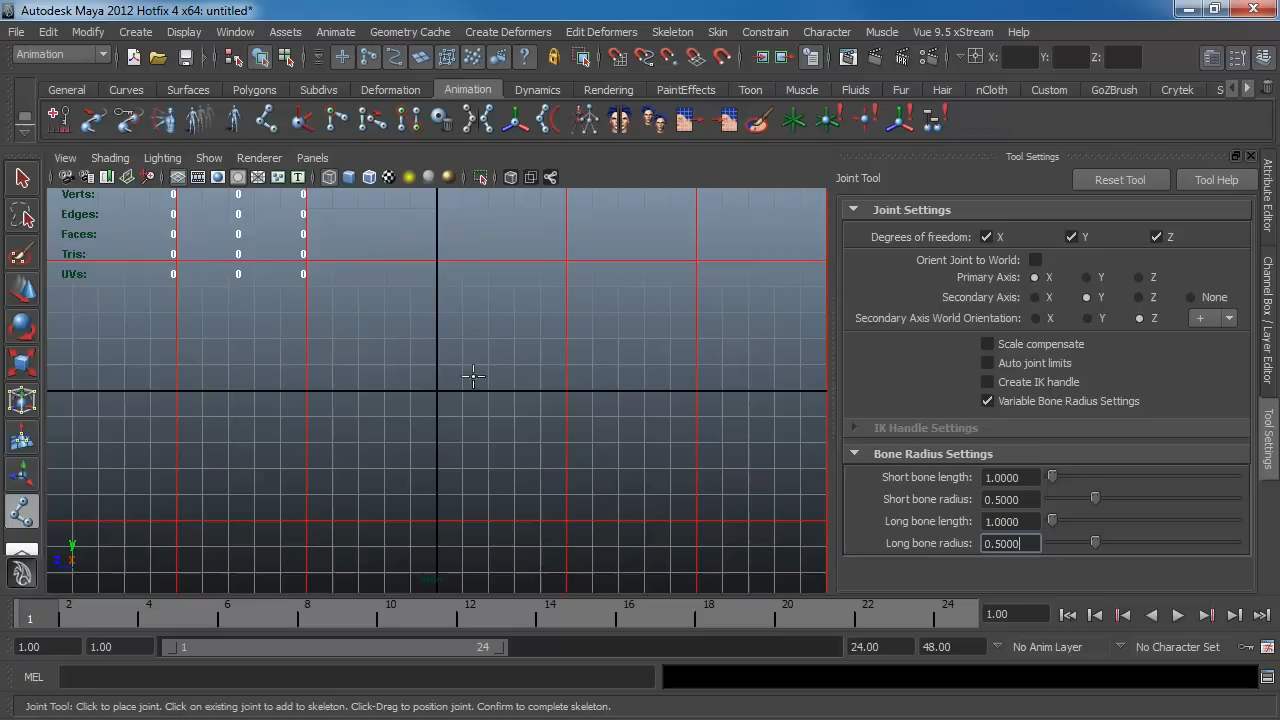 Autodesk Maya 2012 Hotfix 4 x64: untitled*
File Edit Modify Create Display Window Assets Animate Geometry Cache Create Deformers Edit Deformers Skeleton Skin Constrain Character Muscle Vue 9.5 xStream Help
Animation X: Y: Z:
General Curves Surfaces Polygons Subdivs Deformation Animation Dynamics Rendering PaintEffects Toon Muscle Fluids Fur Hair nCloth Custom GoZBrush Crytek S
View Shading Lighting Show Renderer Panels
Tool Settings
Joint Tool Reset Tool Tool Help
Verts: 0 0 0
Edges: 0 0 0
Faces: 0 0 0
Tris: 0 0 0
UVs: 0 0 0
Joint Settings
Degrees of freedom: X Y Z
Orient Joint to World:
Primary Axis: X Y Z
Secondary Axis: X Y Z None
Secondary Axis World Orientation: X Y Z +
Scale compensate
Auto joint limits
Create IK handle
Variable Bone Radius Settings
IK Handle Settings
Bone Radius Settings
Short bone length: 1.0000
Short bone radius: 0.5000
Long bone length: 1.0000
Long bone radius: 0.5000
Attribute Editor
Channel Box / Layer Editor
Tool Settings
y
z x
1 2 4 6 8 10 12 14 16 18 20 22 24 1.00
1.00 1.00 1 24 24.00 48.00 No Anim Layer No Character Set
MEL
Joint Tool: Click to place joint. Click on existing joint to add to skeleton. Click-Drag to position joint. Confirm to complete skeleton.